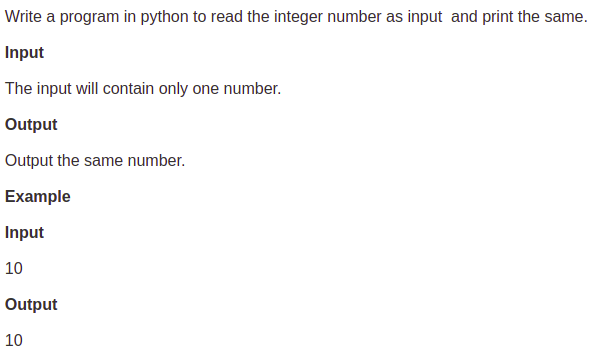 Write a program in python to read the integer number as input  and print the same.
Input
The input will contain only one number.
Output
Output the same number.
Example
Input
10
Output
10